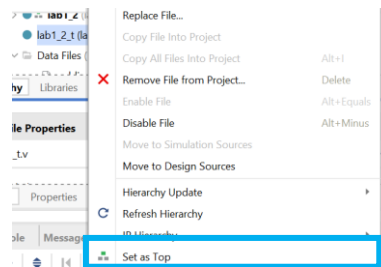 lab1_2 (
Replace File...
lab1_2_t (la
Copy File Into Project
Data Files (
Copy All Files Into Project Alt+I
hy Libraries
Remove File from Project... Delete
Enable File Alt+Equals
ile Properties
Disable File Alt+Minus
_t.v
Move to Simulation Sources
Move to Design Sources
Properties
Hierarchy Update
Refresh Hierarchy
ole Message
IP Hierarchy
Set as Top